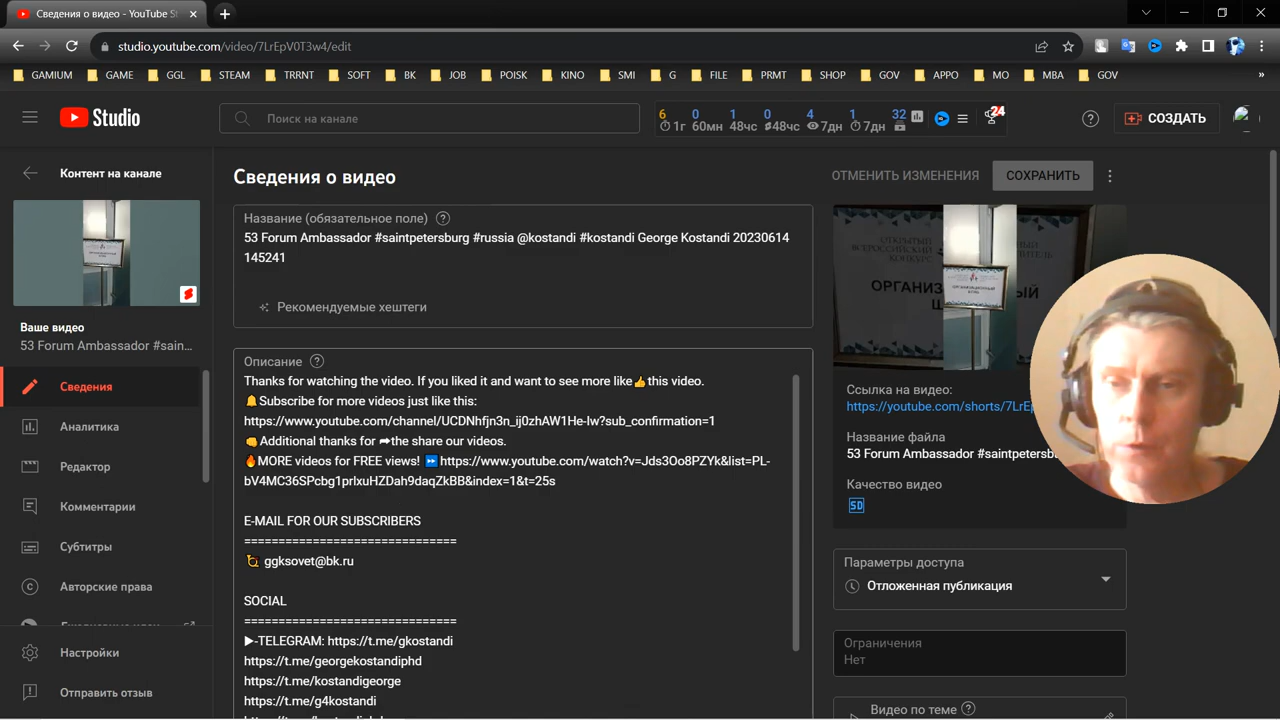 Сведения о видео - YouTube St
studio.youtube.com/video/7LrEpV0T3w4/edit
GAMIUM GAME GGL STEAM TRRNT SOFT BK JOB POISK KINO SMI G FILE PRMT SHOP GOV APPO MO MBA GOV »
Studio
Поиск на канале
6 0 1 0 4 1 32
1г 60мн 48чс 48чс 7дн 7дн
24
СОЗДАТЬ
Контент на канале
Ваше видео
53 Forum Ambassador #sain...
Сведения
Аналитика
Редактор
Комментарии
Субтитры
Авторские права
Настройки
Отправить отзыв
Сведения о видео
ОТМЕНИТЬ ИЗМЕНЕНИЯ
СОХРАНИТЬ
Название (обязательное поле)
53 Forum Ambassador #saintpetersburg #russia @kostandi #kostandi George Kostandi 20230614
145241
Рекомендуемые хештеги
Описание
Thanks for watching the video. If you liked it and want to see more like👍this video.
🔔Subscribe for more videos just like this:
https://www.youtube.com/channel/UCDNhfjn3n_ij0zhAW1He-Iw?sub_confirmation=1
👊Additional thanks for ➦the share our videos.
🔥MORE videos for FREE views! ⏩https://www.youtube.com/watch?v=Jds3Oo8PZYk&list=PL-
bV4MC36SPcbg1prIxuHZDah9daqZkBB&index=1&t=25s
E-MAIL FOR OUR SUBSCRIBERS
===============================
ggksovet@bk.ru
SOCIAL
===============================
▶-TELEGRAM: https://t.me/gkostandi
https://t.me/georgekostandiphd
https://t.me/kostandigeorge
https://t.me/g4kostandi
ОТКРЫТЫЙ
ВСЕРОССИЙСКИЙ
КОНКУРС
Ссылка на видео:
https://youtube.com/shorts/7LrE
Название файла
53 Forum Ambassador #saintpetersb
Качество видео
SD
Параметры доступа
Отложенная публикация
Ограничения
Нет
Видео по теме